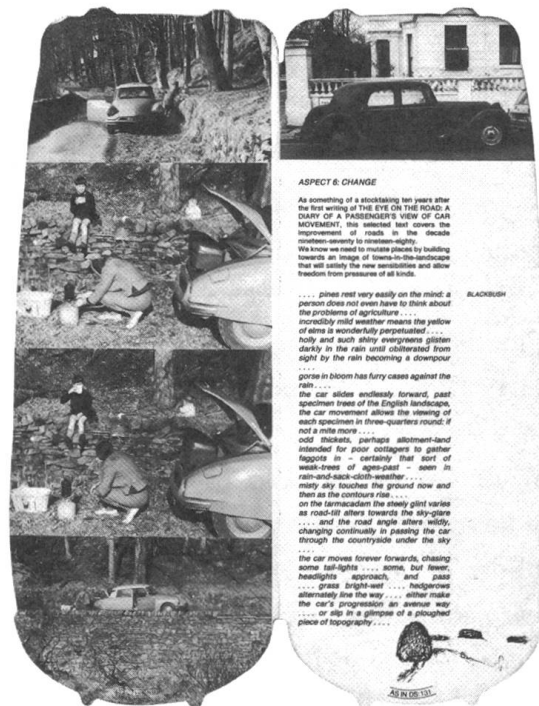 ASPECT 6: CHANGE
As something of a stocktaking ten years after
the first writing of THE EYE ON THE ROAD: A
DIARY OF A PASSENGER'S VIEW OF CAR
MOVEMENT, this selected text covers the
improvement of roads in the decade
nineteen-seventy to nineteen-eighty.
We know we need to mutate places by building
towards an image of towns-in-the-landscape
that will satisfy the new sensibilities and allow
freedom from pressures of all kinds.
BLACKBUSH
. . . . pines rest very easily on the mind: a
person does not even have to think about
the problems of agriculture . . . .
incredibly mild weather means the yellow
of elms is wonderfully perpetuated . . . .
holly and such shiny evergreens glisten
darkly in the rain until obliterated from
sight by the rain becoming a downpour
. . . .
gorse in bloom has furry cases against the
rain . . . .
the car slides endlessly forward, past
specimen trees of the English landscape,
the car movement allows the viewing of
each specimen in three-quarters round: if
not a mite more . . . .
odd thickets, perhaps allotment-land
intended for poor cottagers to gather
faggots in – certainly that sort of
weak-trees of ages-past – seen in
rain-and-sack-cloth-weather . . . .
misty sky touches the ground now and
then as the contours rise . . . .
on the tarmacadam the steely glint varies
as road-tilt alters towards the sky-glare
. . . . and the road angle alters wildly,
changing continually in passing the car
through the countryside under the sky
. . . .
the car moves forever forwards, chasing
some tail-lights . . . . some, but fewer,
headlights approach, and pass
. . . . grass bright-wet . . . . hedgerows
alternately line the way . . . . either make
the car's progression an avenue way
. . . . or slip in a glimpse of a ploughed
piece of topography . . . .
AS IN DS:131